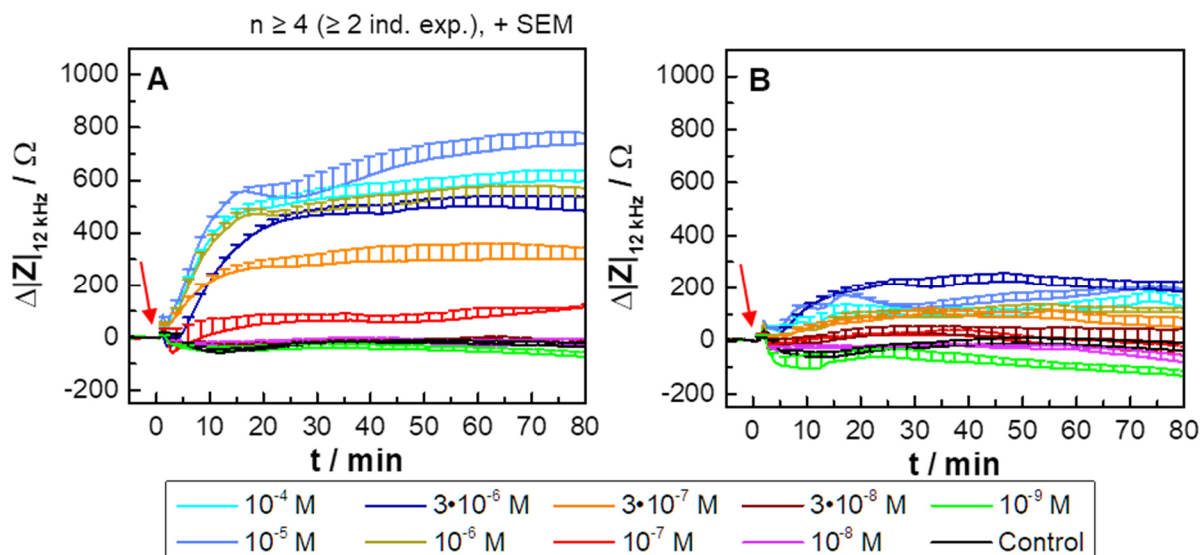 n ≥ 4 (≥ 2 ind. exp.), + SEM
A
1000
800
600
400
200
0
-200
Δ|Z|12 kHz / Ω
0 10 20 30 40 50 60 70 80
t / min
B
1000
800
600
400
200
0
-200
Δ|Z|12 kHz / Ω
0 10 20 30 40 50 60 70 80
t / min
10⁻⁴ M 3•10⁻⁶ M 3•10⁻⁷ M 3•10⁻⁸ M 10⁻⁹ M
10⁻⁵ M 10⁻⁶ M 10⁻⁷ M 10⁻⁸ M Control